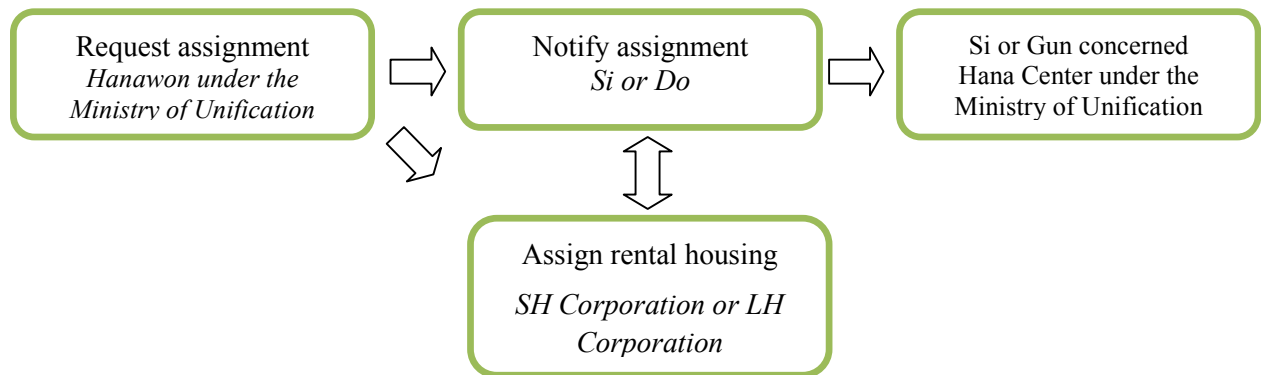 Request assignment
Hanawon under the
Ministry of Unification
Notify assignment
Si or Do
Si or Gun concerned
Hana Center under the
Ministry of Unification
Assign rental housing
SH Corporation or LH
Corporation